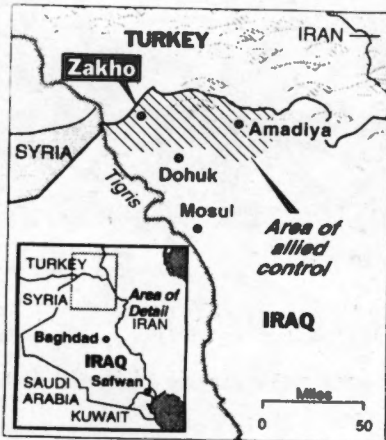 TURKEY
IRAN
Zakho
Amadiya
SYRIA
Dohuk
Tigris
Mosul
Area of
allied
control
IRAQ
TURKEY
SYRIA
Area of
Detail
IRAN
Baghdad
IRAQ
Safwan
SAUDI
ARABIA
KUWAIT
Miles
0
50